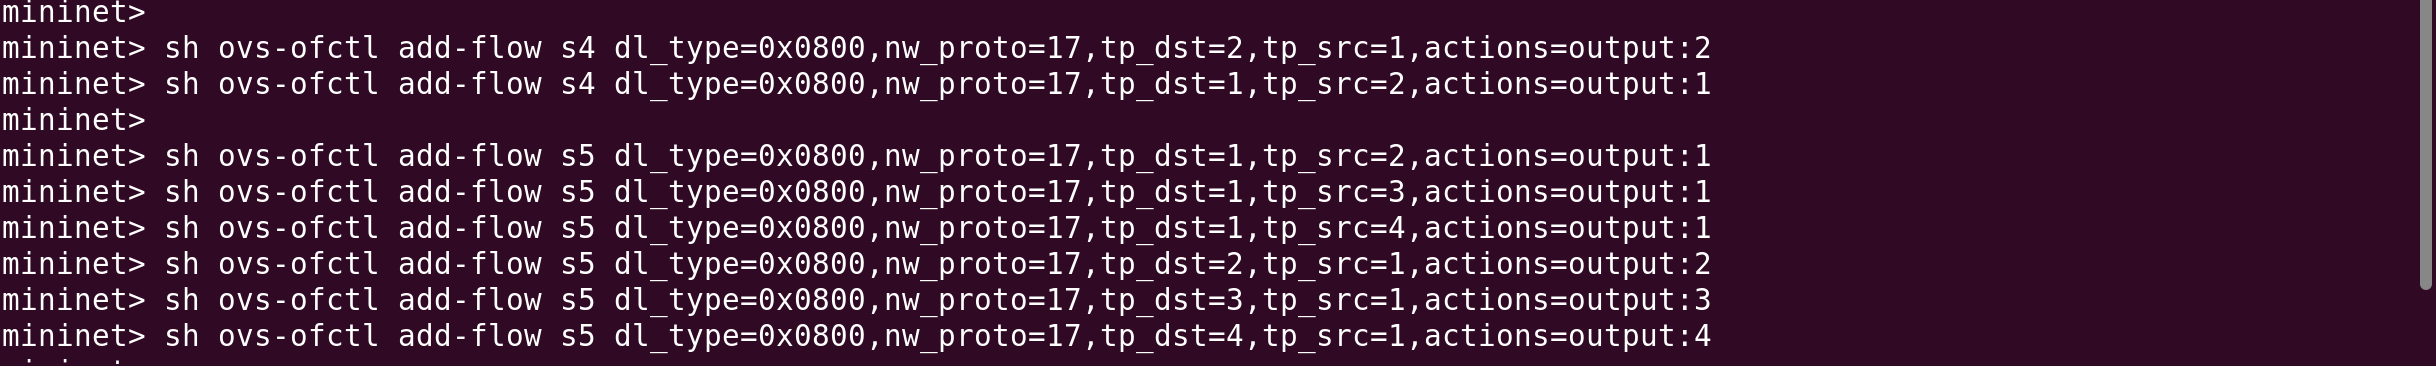 mininet>
mininet> sh ovs-ofctl add-flow s4 dl_type=0x0800,nw_proto=17,tp_dst=2,tp_src=1,actions=output:2
mininet> sh ovs-ofctl add-flow s4 dl_type=0x0800,nw_proto=17,tp_dst=1,tp_src=2,actions=output:1
mininet>
mininet> sh ovs-ofctl add-flow s5 dl_type=0x0800,nw_proto=17,tp_dst=1,tp_src=2,actions=output:1
mininet> sh ovs-ofctl add-flow s5 dl_type=0x0800,nw_proto=17,tp_dst=1,tp_src=3,actions=output:1
mininet> sh ovs-ofctl add-flow s5 dl_type=0x0800,nw_proto=17,tp_dst=1,tp_src=4,actions=output:1
mininet> sh ovs-ofctl add-flow s5 dl_type=0x0800,nw_proto=17,tp_dst=2,tp_src=1,actions=output:2
mininet> sh ovs-ofctl add-flow s5 dl_type=0x0800,nw_proto=17,tp_dst=3,tp_src=1,actions=output:3
mininet> sh ovs-ofctl add-flow s5 dl_type=0x0800,nw_proto=17,tp_dst=4,tp_src=1,actions=output:4